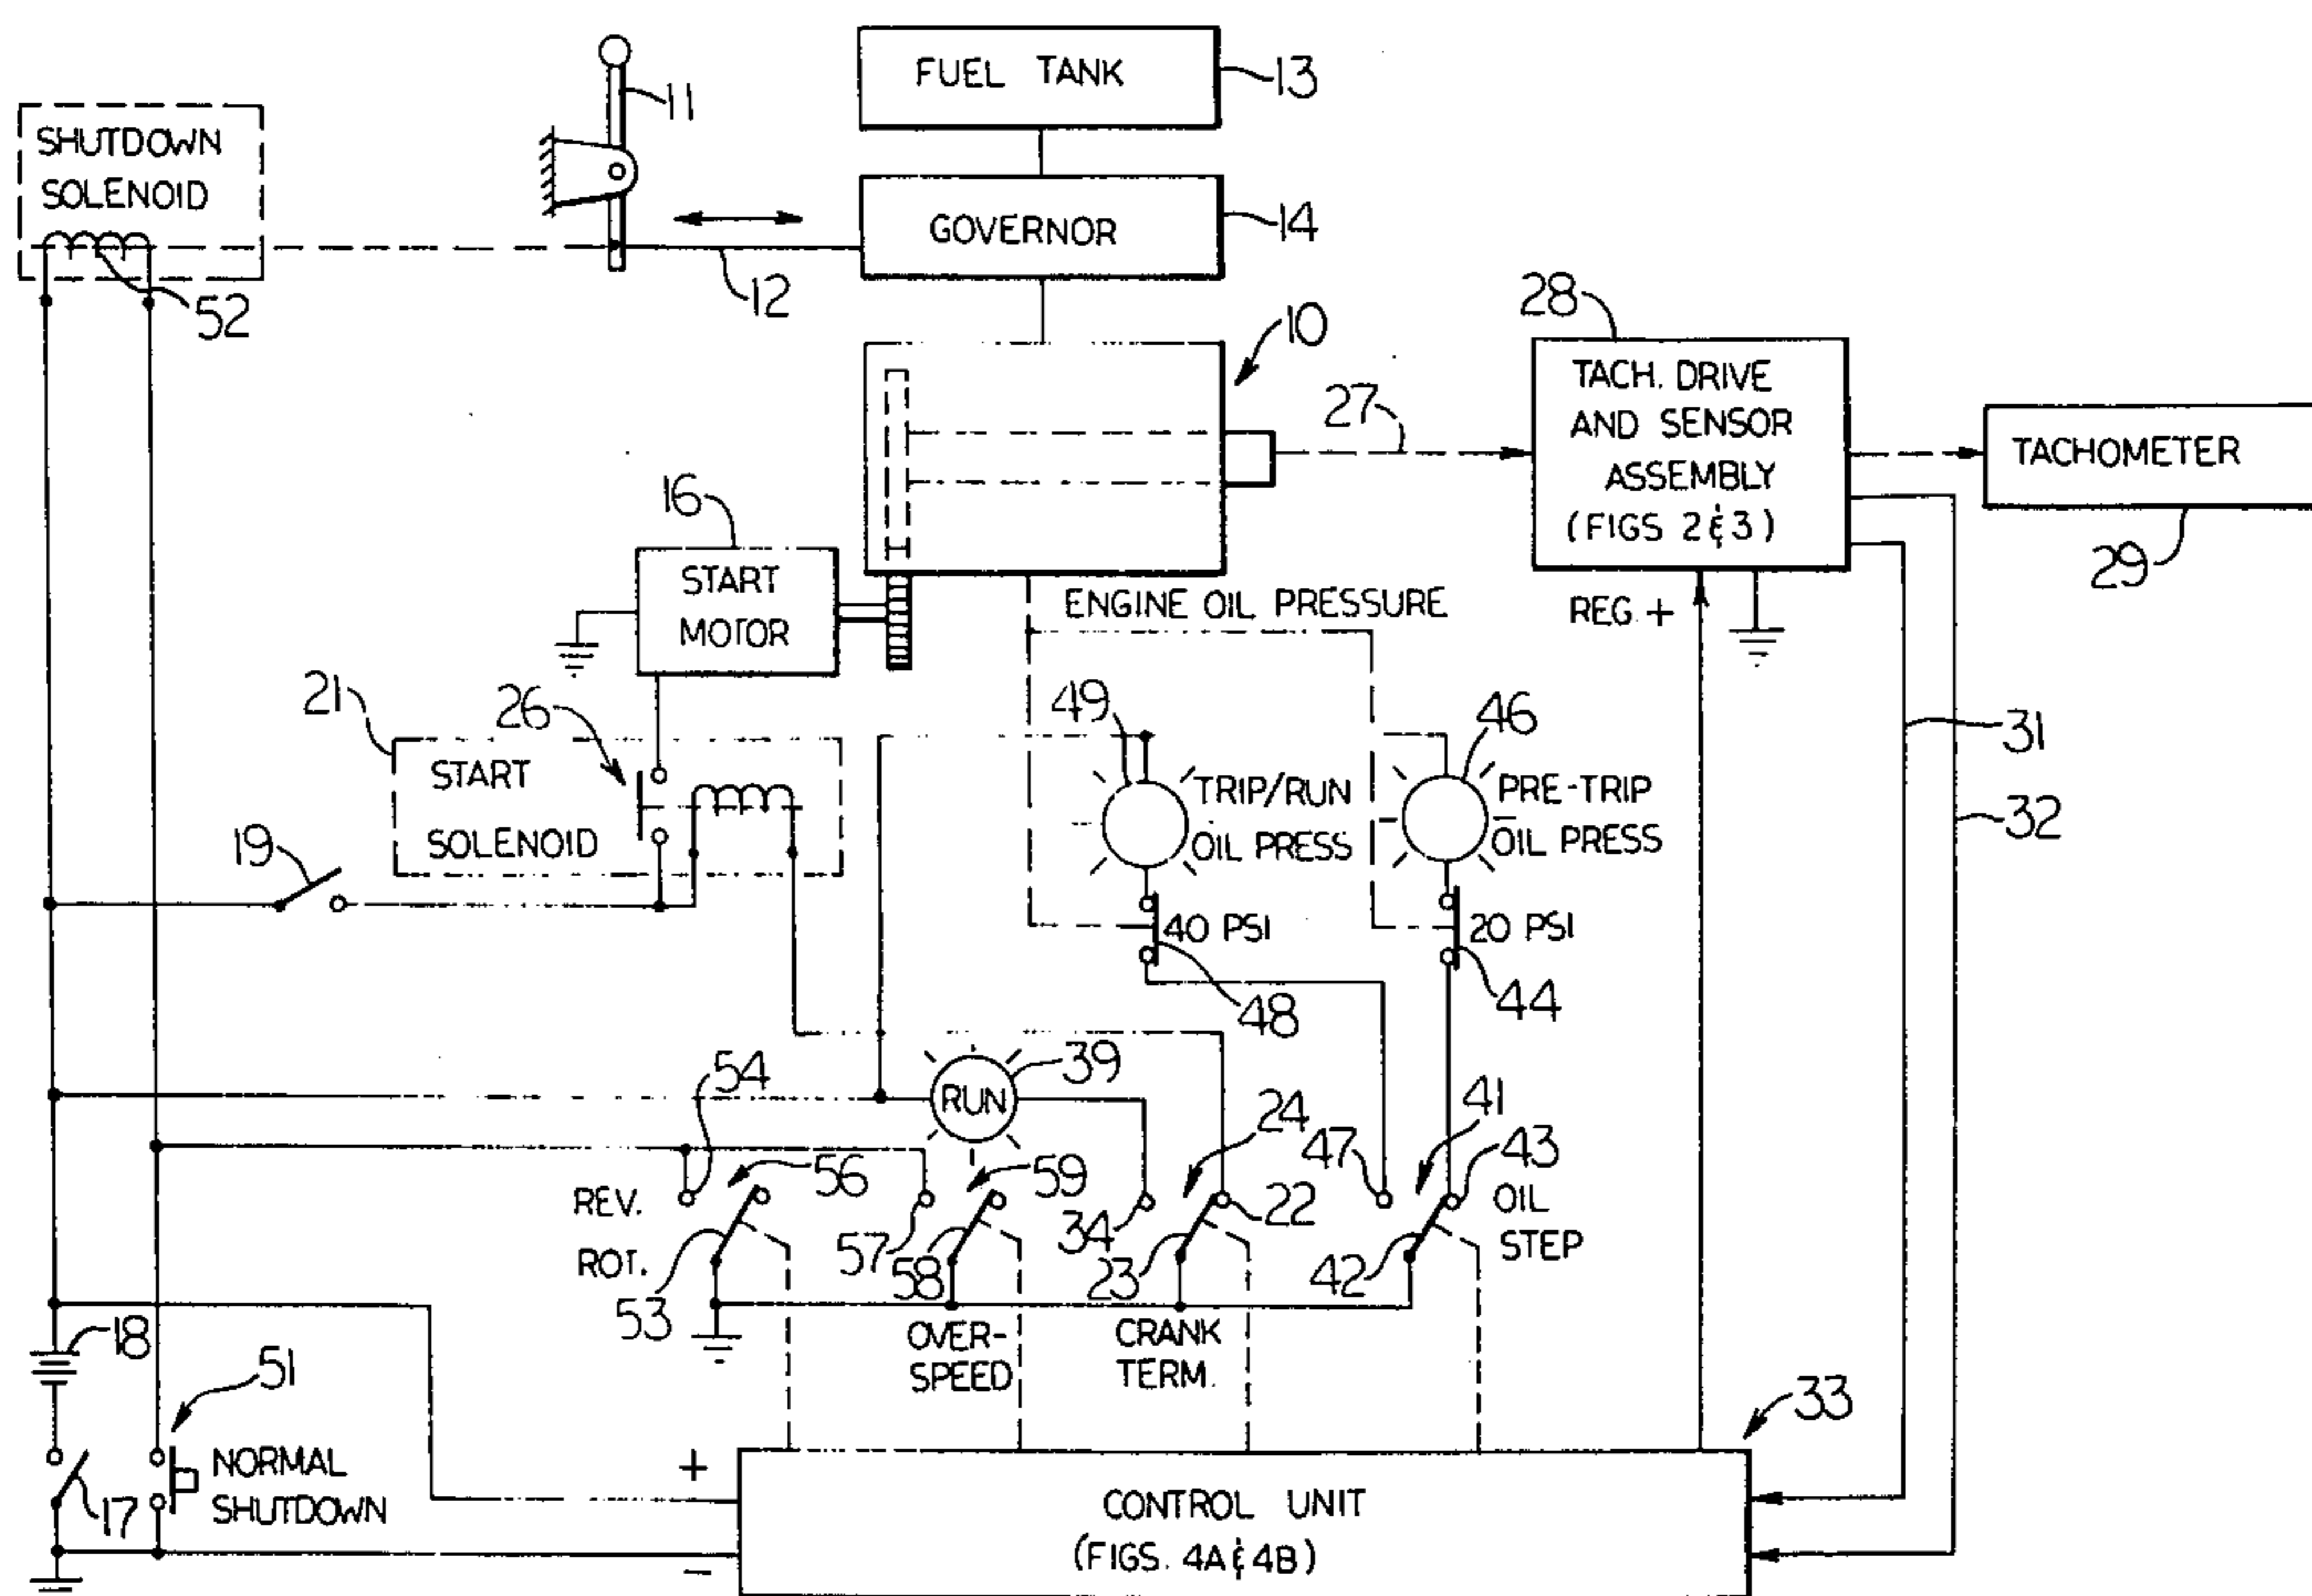 FUEL TANK
13
11
SHUTDOWN
SOLENOID
GOVERNOR
14
12
52
10
28
TACH. DRIVE
AND SENSOR
ASSEMBLY
(FIGS 2 & 3)
27
TACHOMETER
29
16
START
MOTOR
ENGINE OIL PRESSURE
REG +
21
26
START
SOLENOID
49
46
TRIP/RUN
OIL PRESS
PRE-TRIP
OIL PRESS
31
32
19
40 PSI
20 PSI
48
44
54
RUN
39
24
41
47
43
REV.
ROT.
56
59
57
58
34
22
23
42
OIL
STEP
53
OVER-
SPEED
CRANK
TERM.
18
51
33
NORMAL
SHUTDOWN
17
+
-
CONTROL UNIT
(FIGS. 4A & 4B)